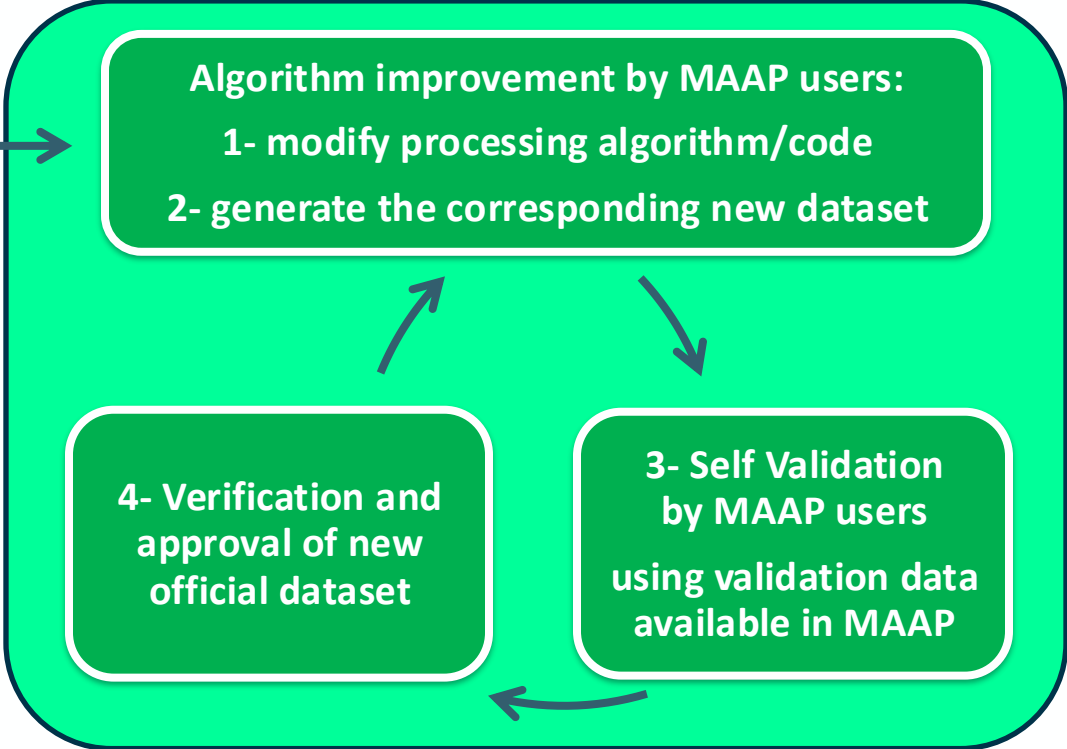 Algorithm improvement by MAAP users:
1- modify processing algorithm/code
2- generate the corresponding new dataset
3- Self Validation
by MAAP users
using validation data
available in MAAP
4- Verification and
approval of new
official dataset